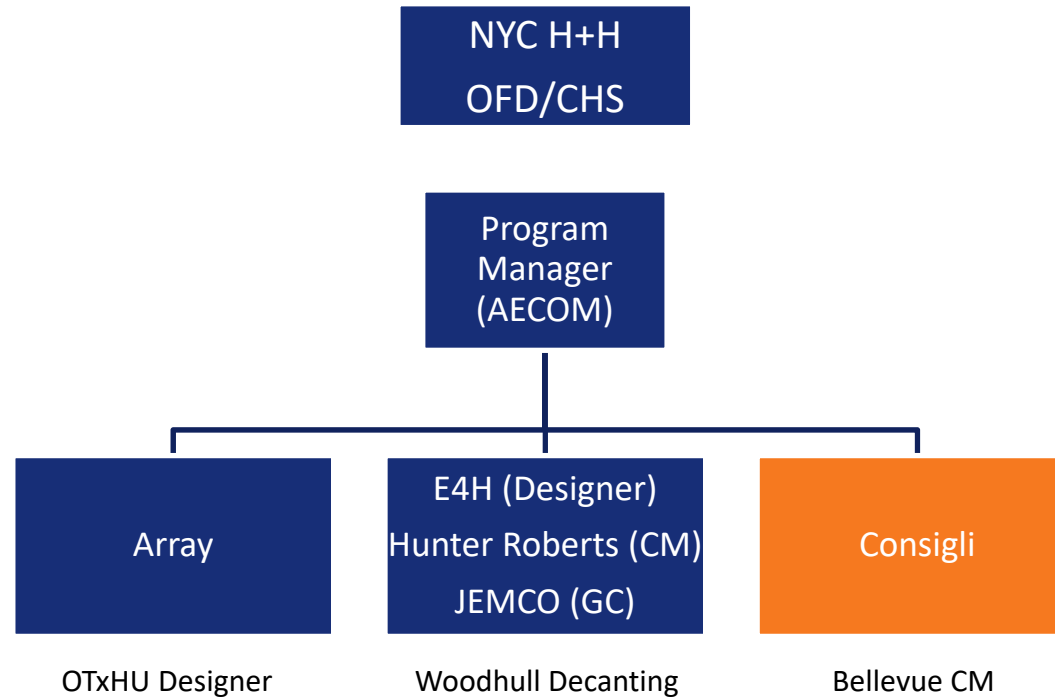 NYC H+H
OFD/CHS
Program
Manager
(AECOM)
Array
E4H (Designer)
Hunter Roberts (CM)
JEMCO (GC)
Consigli
OTxHU Designer
Woodhull Decanting
Bellevue CM